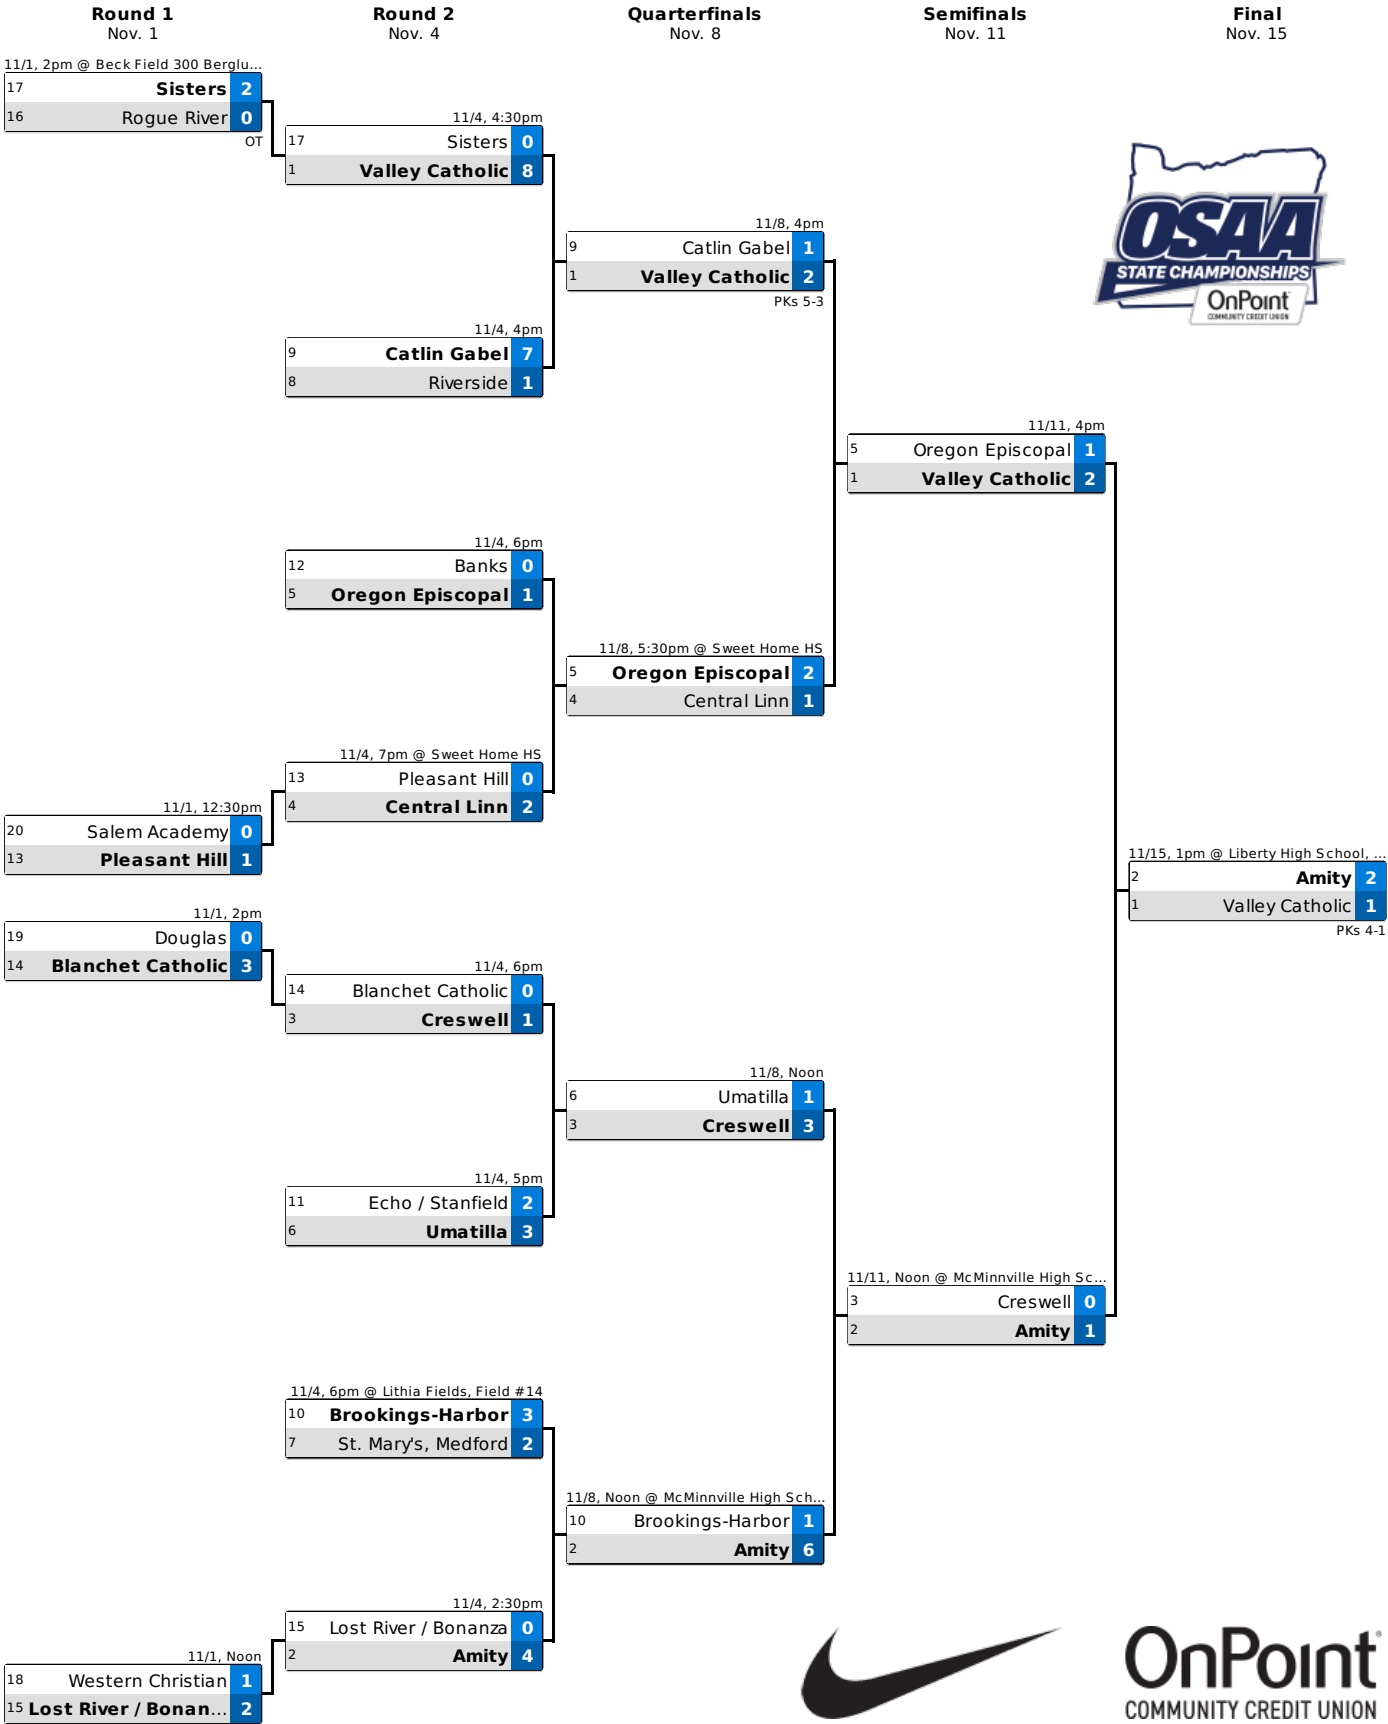 Round 1
Nov. 1
Round 2
Nov. 4
Quarterfinals
Nov. 8
Semifinals
Nov. 11
Final
Nov. 15
11/1, 2pm @ Beck Field 300 Berglu...
17 Sisters 2
16 Rogue River 0
OT
11/4, 4:30pm
17 Sisters 0
1 Valley Catholic 8
11/8, 4pm
9 Catlin Gabel 1
1 Valley Catholic 2
PKs 5-3
11/4, 4pm
9 Catlin Gabel 7
8 Riverside 1
OSAA
STATE CHAMPIONSHIPS
OnPoint
COMMUNITY CREDIT UNION
11/11, 4pm
5 Oregon Episcopal 1
1 Valley Catholic 2
11/4, 6pm
12 Banks 0
5 Oregon Episcopal 1
11/8, 5:30pm @ Sweet Home HS
5 Oregon Episcopal 2
4 Central Linn 1
11/4, 7pm @ Sweet Home HS
13 Pleasant Hill 0
4 Central Linn 2
11/1, 12:30pm
20 Salem Academy 0
13 Pleasant Hill 1
11/15, 1pm @ Liberty High School, ...
2 Amity 2
1 Valley Catholic 1
PKs 4-1
11/1, 2pm
19 Douglas 0
14 Blanchet Catholic 3
11/4, 6pm
14 Blanchet Catholic 0
3 Creswell 1
11/8, Noon
6 Umatilla 1
3 Creswell 3
11/4, 5pm
11 Echo / Stanfield 2
6 Umatilla 3
11/11, Noon @ McMinnville High Sc...
3 Creswell 0
2 Amity 1
11/4, 6pm @ Lithia Fields, Field #14
10 Brookings-Harbor 3
7 St. Mary's, Medford 2
11/8, Noon @ McMinnville High Sch...
10 Brookings-Harbor 1
2 Amity 6
11/4, 2:30pm
15 Lost River / Bonanza 0
2 Amity 4
11/1, Noon
18 Western Christian 1
15 Lost River / Bonan... 2
OnPoint®
COMMUNITY CREDIT UNION